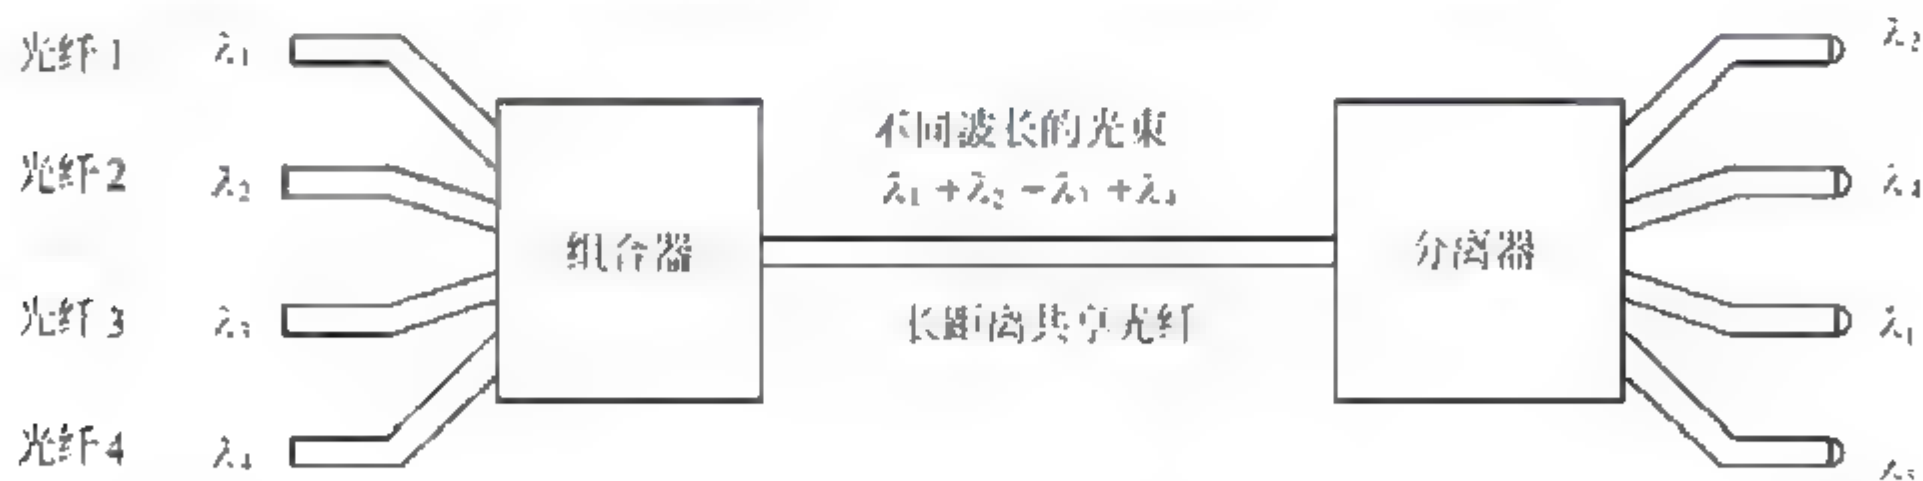 光纤1 λ₁
光纤2 λ₂
光纤3 λ₃
光纤4 λ₄
组合器
不同波长的光束
λ₁+λ₂+λ₃+λ₄
长距离共享光纤
分离器
λ₂
λ₄
λ₁
λ₃